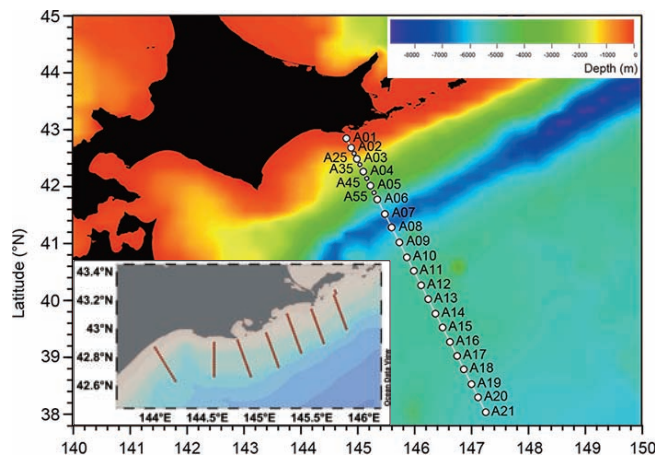 45
44
43
42
41
40
39
38
Latitude (°N)
-8000 -7000 -6000 -5000 -4000 -3000 -2000 -1000 0
Depth (m)
A01
A02
A25 A03
A35 A04
A45 A05
A55 A06
A07
A08
A09
A10
A11
A12
A13
A14
A15
A16
A17
A18
A19
A20
A21
43.4°N
43.2°N
43°N
42.8°N
42.6°N
144°E 144.5°E 145°E 145.5°E 146°E
Ocean Data View
140 141 142 143 144 145 146 147 148 149 150